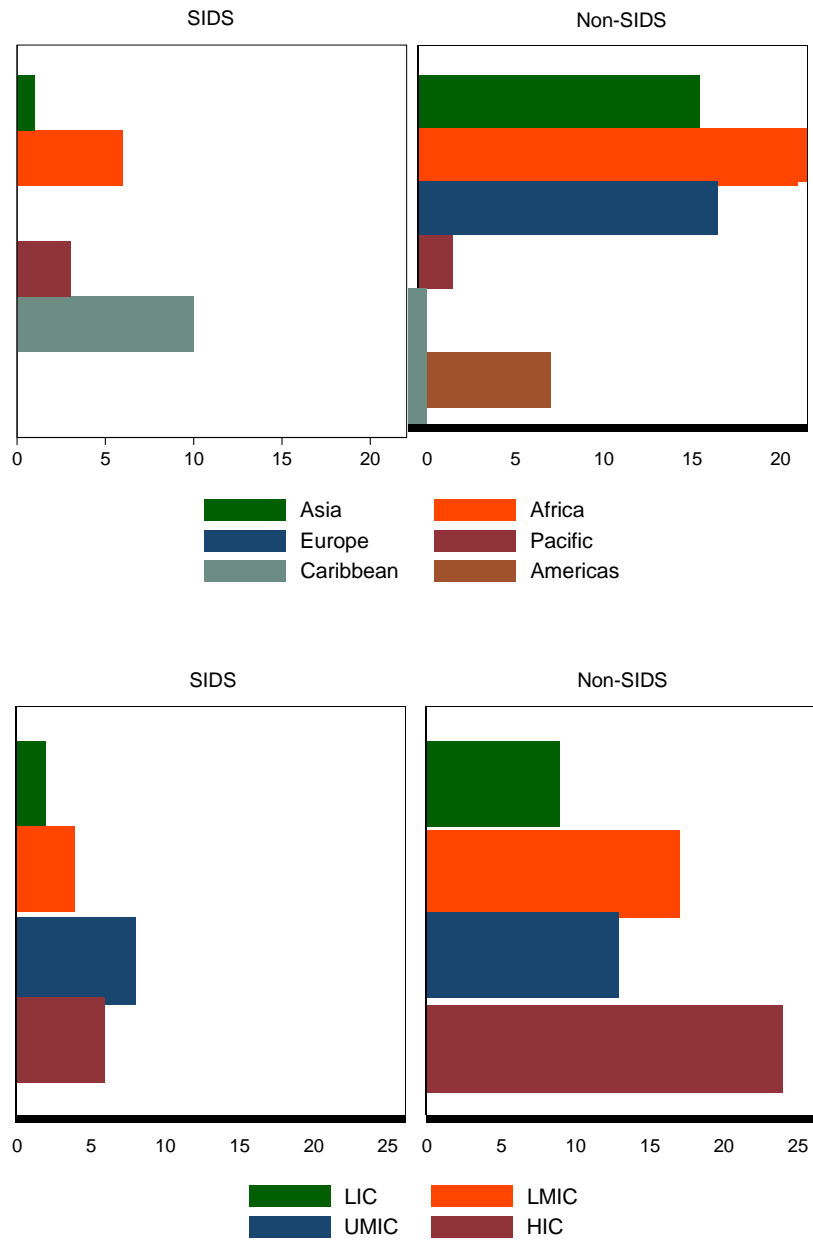 SIDS Non-SIDS
0 5 10 15 20 0 5 10 15 20
Asia Africa
Europe Pacific
Caribbean Americas
SIDS Non-SIDS
0 5 10 15 20 25 0 5 10 15 20 25
LIC LMIC
UMIC HIC